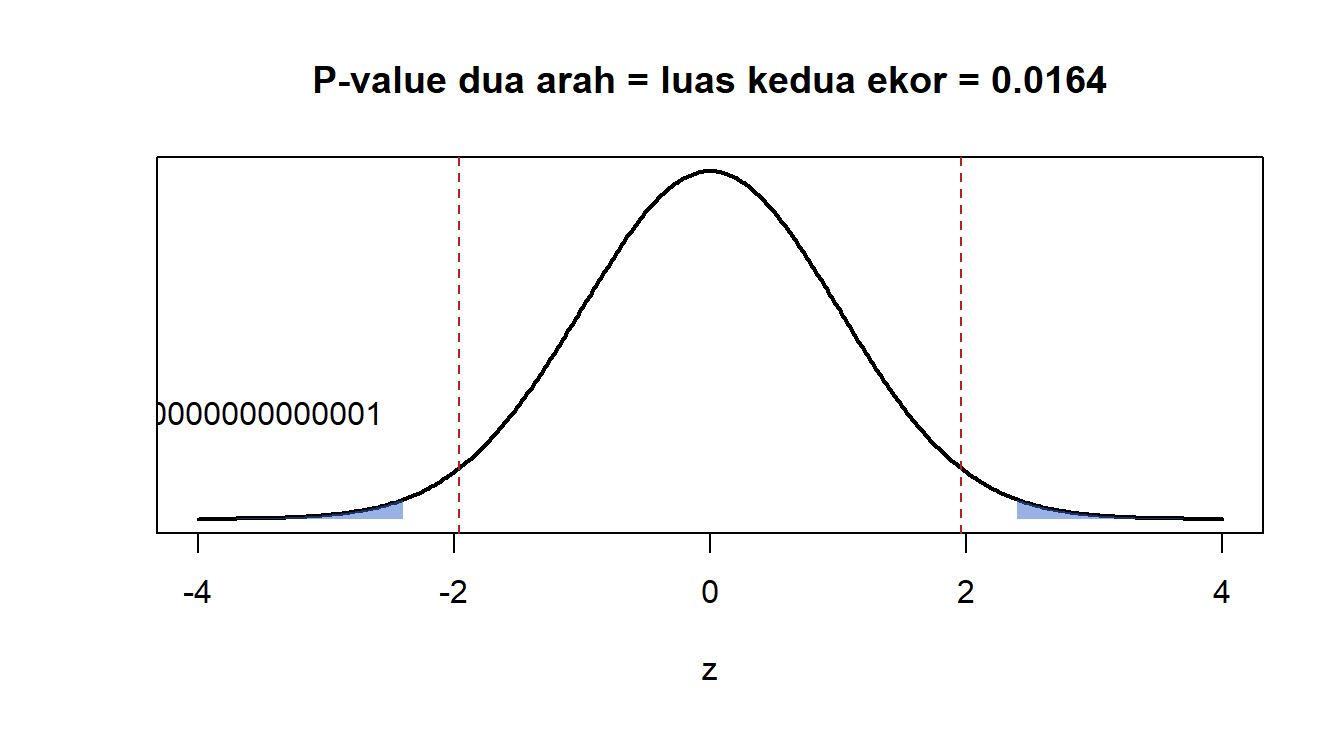 P-value dua arah = luas kedua ekor = 0.0164
0000000000001
-4 -2 0 2 4
z